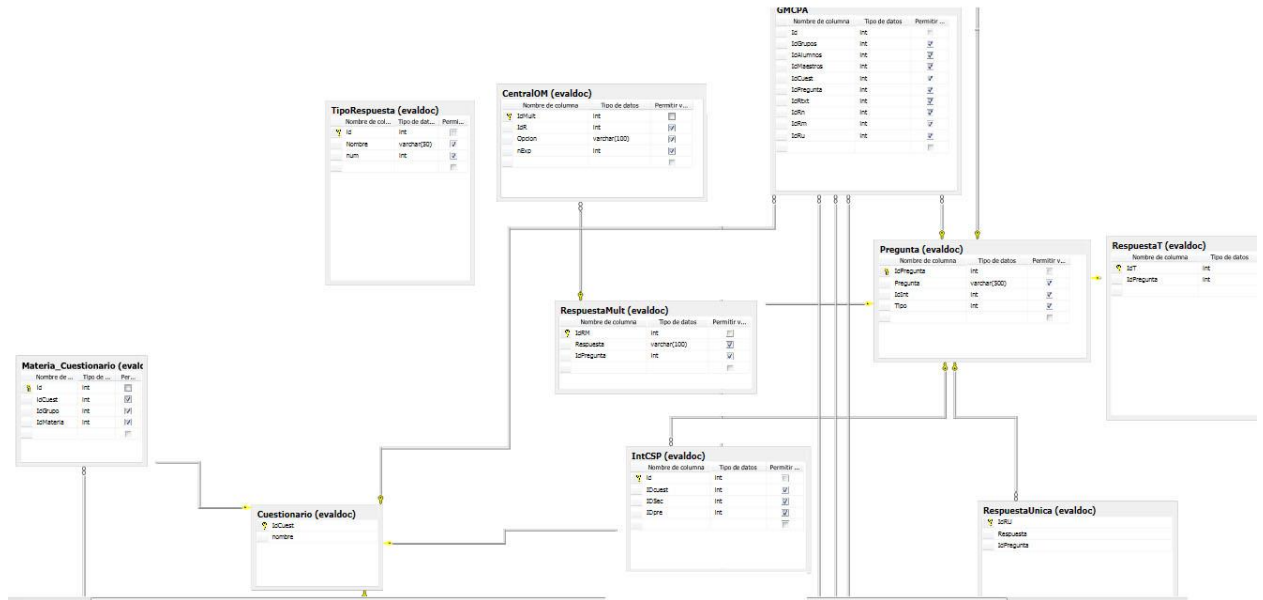 GMCPA
Nombre de columna Tipo de datos Permitir ...
Id int
IdGrupos int
IdAlumnos int
IdMaestros int
IdCuest int
IdPregunta int
IdRtxt int
IdRn int
IdRm int
IdRu int
CentralOM (evaldoc)
Nombre de columna Tipo de datos Permitir v...
IdMult int
IdR int
Opcion varchar(100)
nExp int
TipoRespuesta (evaldoc)
Nombre de col... Tipo de dat... Permi...
Id int
Nombre varchar(80)
num int
Pregunta (evaldoc)
Nombre de columna Tipo de datos Permitir v...
IdPregunta int
Pregunta varchar(300)
IdInt int
Tipo int
RespuestaT (evaldoc)
Nombre de columna Tipo de datos
IdT int
IdPregunta int
RespuestaMult (evaldoc)
Nombre de columna Tipo de datos Permitir v...
IdRM int
Respuesta varchar(100)
IdPregunta int
Materia_Cuestionario (evaldc
Nombre de ... Tipo de ... Per...
Id int
IdCuest int
IdGrupo int
IdMateria int
IntCSP (evaldoc)
Nombre de columna Tipo de datos Permitir ...
Id int
IDcuest int
IDSec int
IDpre int
Cuestionario (evaldoc)
IdCuest
nombre
RespuestaUnica (evaldoc)
IdRU
Respuesta
IdPregunta